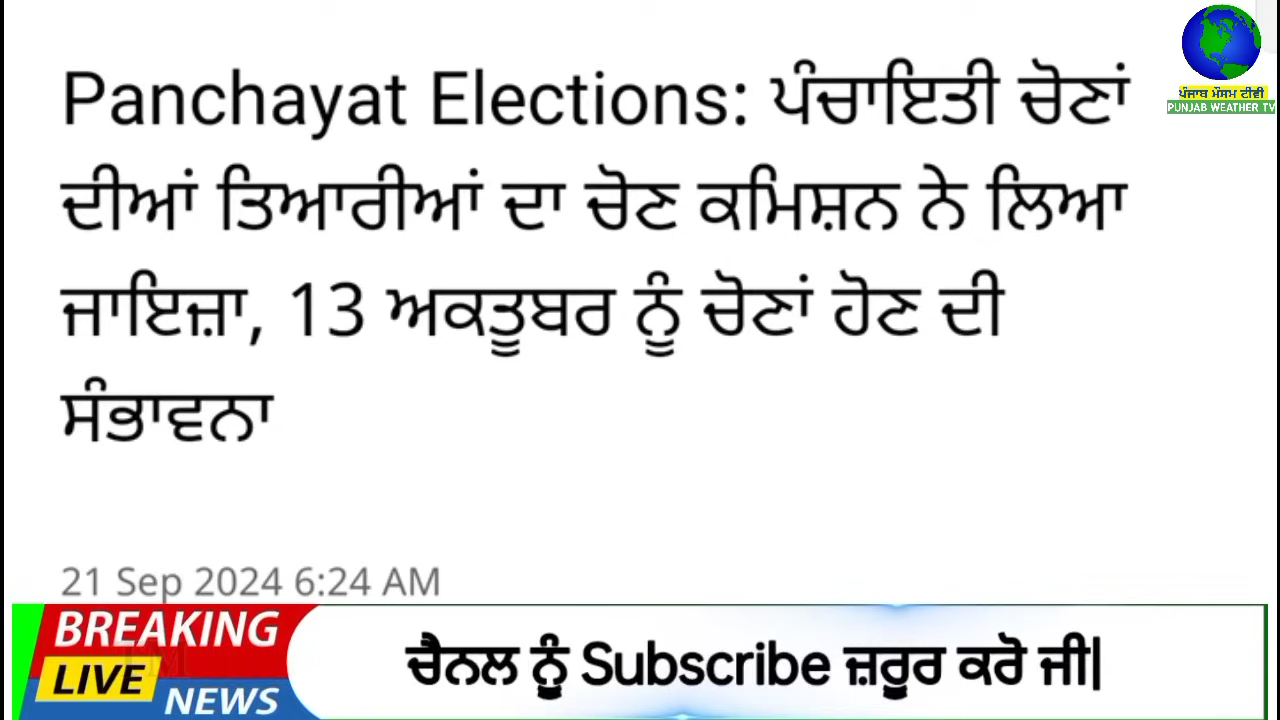 ਪੰਜਾਬ ਮੌਸਮ ਟੀਵੀ
PUNJAB WEATHER TV
Panchayat Elections: ਪੰਚਾਇਤੀ ਚੋਣਾਂ
ਦੀਆਂ ਤਿਆਰੀਆਂ ਦਾ ਚੋਣ ਕਮਿਸ਼ਨ ਨੇ ਲਿਆ
ਜਾਇਜ਼ਾ, 13 ਅਕਤੂਬਰ ਨੂੰ ਚੋਣਾਂ ਹੋਣ ਦੀ
ਸੰਭਾਵਨਾ
21 Sep 2024 6:24 AM
BREAKING
LIVE
NEWS
ਚੈਨਲ ਨੂੰ Subscribe ਜ਼ਰੂਰ ਕਰੋ ਜੀ|